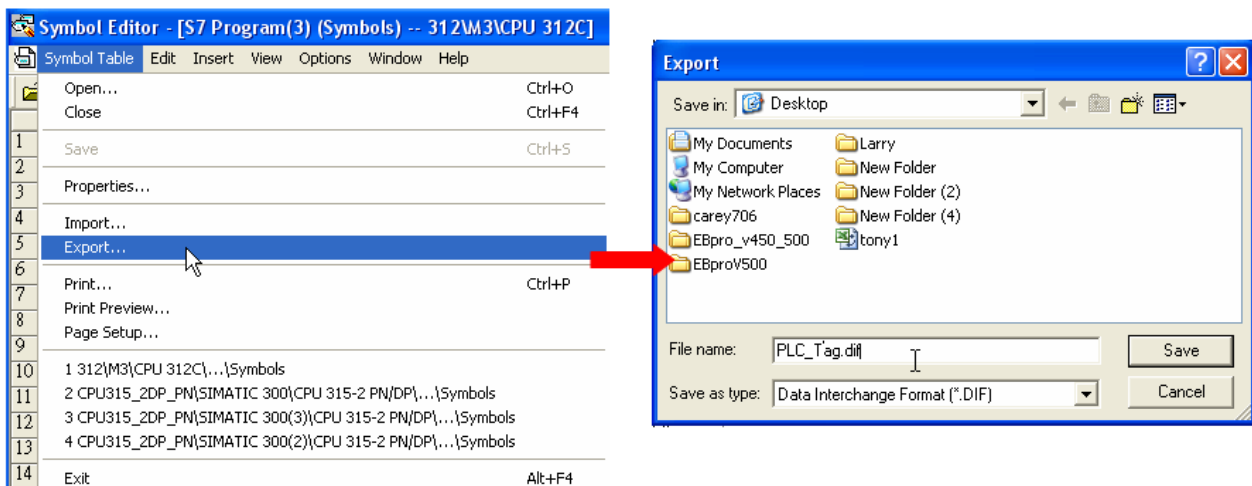 Symbol Editor - [S7 Program(3) (Symbols) -- 312\M3\CPU 312C]
Symbol Table Edit Insert View Options Window Help
Open... Ctrl+O
Close Ctrl+F4
Save Ctrl+S
Properties...
Import...
Export...
Print... Ctrl+P
Print Preview...
Page Setup...
1 312\M3\CPU 312C\...\Symbols
2 CPU315_2DP_PN\SIMATIC 300\CPU 315-2 PN/DP\...\Symbols
3 CPU315_2DP_PN\SIMATIC 300(3)\CPU 315-2 PN/DP\...\Symbols
4 CPU315_2DP_PN\SIMATIC 300(2)\CPU 315-2 PN/DP\...\Symbols
Exit Alt+F4
1
2
3
4
5
6
7
8
9
10
11
12
13
14
Export
Save in: Desktop
My Documents
My Computer
My Network Places
carey706
EBpro_v450_500
EBproV500
Larry
New Folder
New Folder (2)
New Folder (4)
tony1
File name: PLC_Tag.dif
Save
Save as type: Data Interchange Format (*.DIF)
Cancel